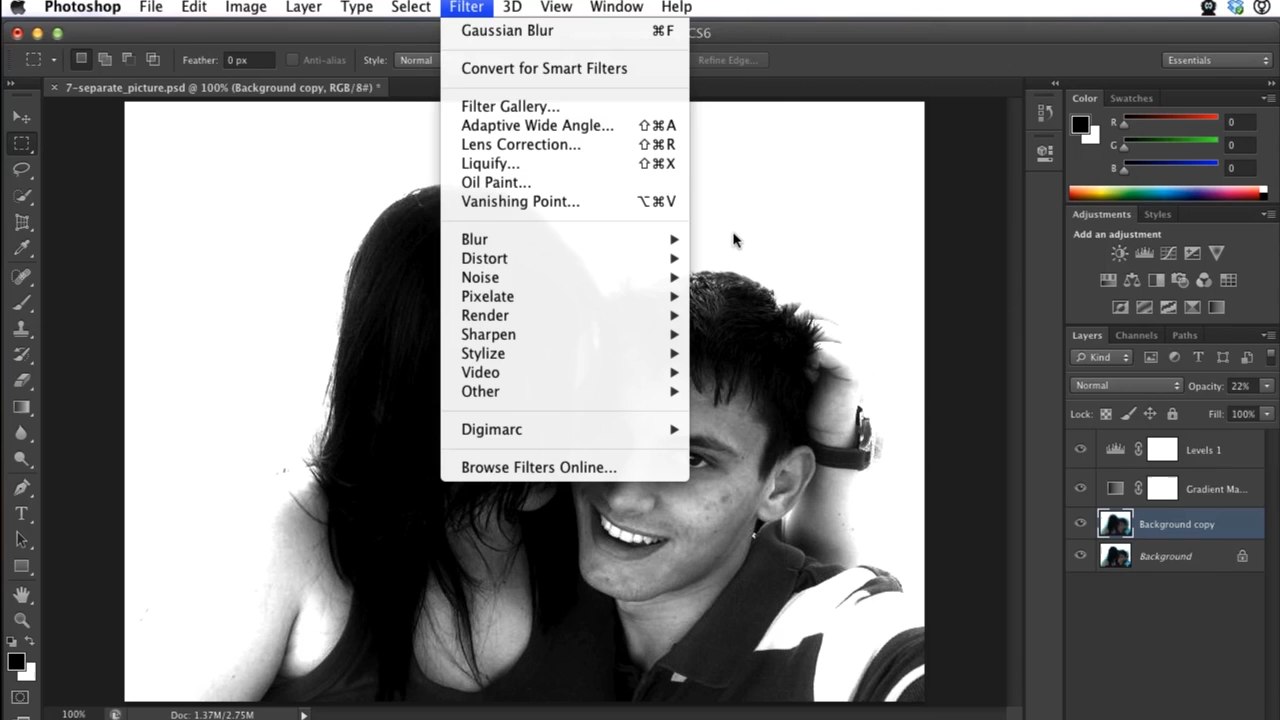 Photoshop File Edit Image Layer Type Select Filter 3D View Window Help
CS6
Feather: 0 px Anti-alias Style: Normal Refine Edge... Essentials
× 7-separate_picture.psd @ 100% (Background copy, RGB/8#) *
Gaussian Blur ⌘F
Convert for Smart Filters
Filter Gallery...
Adaptive Wide Angle... ⇧⌘A
Lens Correction... ⇧⌘R
Liquify... ⇧⌘X
Oil Paint...
Vanishing Point... ⌥⌘V
Blur
Distort
Noise
Pixelate
Render
Sharpen
Stylize
Video
Other
Digimarc
Browse Filters Online...
Color Swatches
R 0
G 0
B 0
Adjustments Styles
Add an adjustment
Layers Channels Paths
Kind
Normal Opacity: 22%
Lock: Fill: 100%
Levels 1
Gradient Ma...
Background copy
Background
100% Doc: 1.37M/2.75M